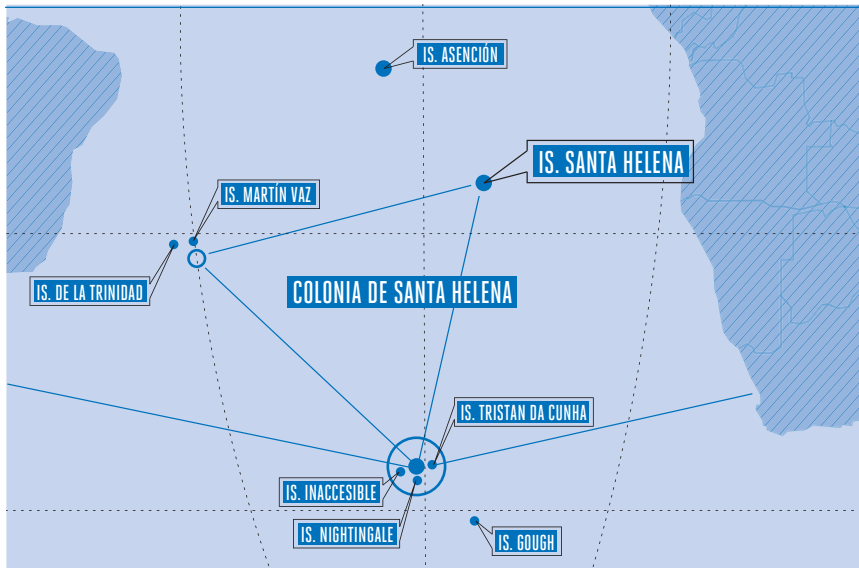 IS. ASENCIÓN
IS. SANTA HELENA
IS. MARTÍN VAZ
IS. DE LA TRINIDAD
COLONIA DE SANTA HELENA
IS. TRISTAN DA CUNHA
IS. INACCESIBLE
IS. NIGHTINGALE
IS. GOUGH